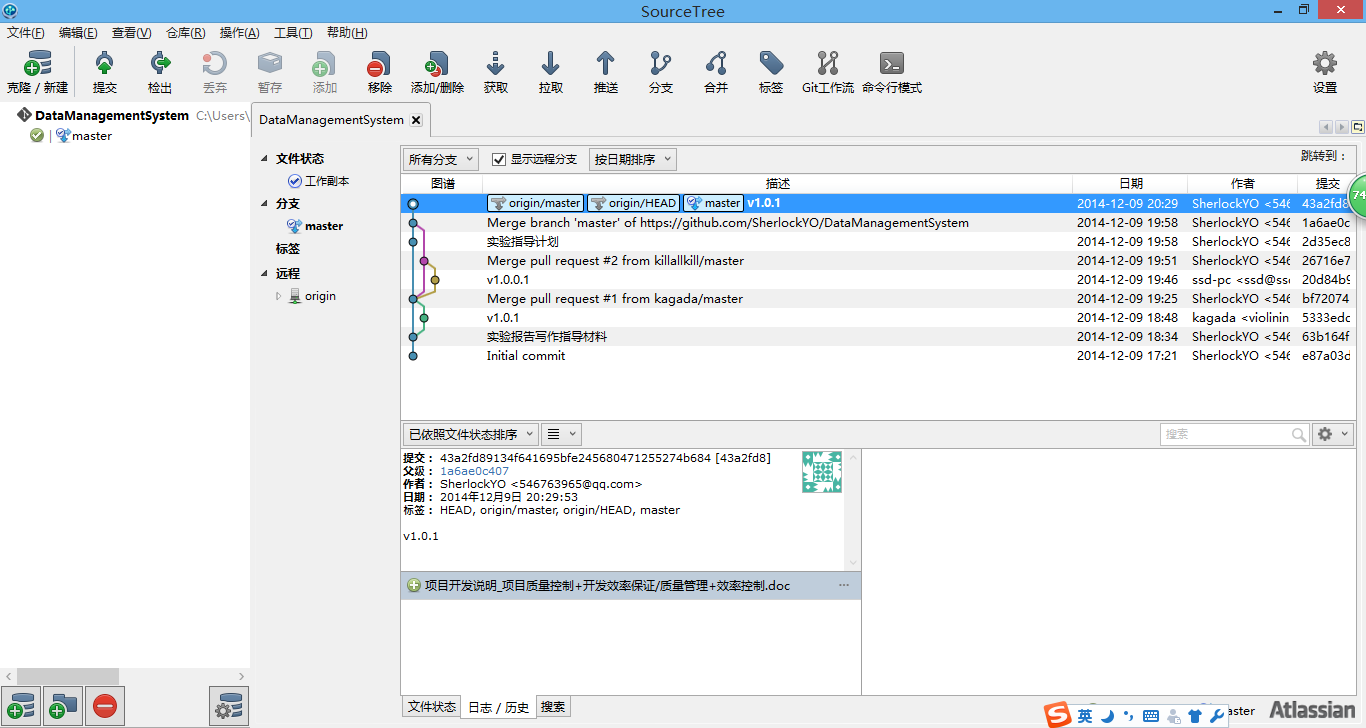 SourceTree
文件(F) 编辑(E) 查看(V) 仓库(R) 操作(A) 工具(T) 帮助(H)
克隆 / 新建 提交 检出 丢弃 暂存 添加 移除 添加/删除 获取 拉取 推送 分支 合并 标签 Git工作流 命令行模式 设置
DataManagementSystem C:\Users\
master
DataManagementSystem
文件状态
工作副本
分支
master
标签
远程
origin
所有分支 显示远程分支 按日期排序 跳转到：
图谱 描述 日期 作者 提交
origin/master origin/HEAD master v1.0.1 2014-12-09 20:29 SherlockYO <546 43a2fd8
74
Merge branch 'master' of https://github.com/SherlockYO/DataManagementSystem 2014-12-09 19:58 SherlockYO <546 1a6ae0c
实验指导计划 2014-12-09 19:58 SherlockYO <546 2d35ec8
Merge pull request #2 from killallkill/master 2014-12-09 19:51 SherlockYO <546 26716e7
v1.0.0.1 2014-12-09 19:46 ssd-pc <ssd@sso 20d84b9
Merge pull request #1 from kagada/master 2014-12-09 19:25 SherlockYO <546 bf72074
v1.0.1 2014-12-09 18:48 kagada <violinin 5333edc
实验报告写作指导材料 2014-12-09 18:34 SherlockYO <546 63b164f
Initial commit 2014-12-09 17:21 SherlockYO <546 e87a03d
已依照文件状态排序 搜索
提交： 43a2fd89134f641695bfe245680471255274b684 [43a2fd8]
父级： 1a6ae0c407
作者： SherlockYO <546763965@qq.com>
日期： 2014年12月9日 20:29:53
标签： HEAD, origin/master, origin/HEAD, master
v1.0.1
项目开发说明_项目质量控制+开发效率保证/质量管理+效率控制.doc
文件状态 日志 / 历史 搜索
英 aster Atlassian